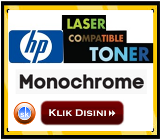 hp
LASER
COMPATIBLE
TONER
Monochrome
KLIK DISINI